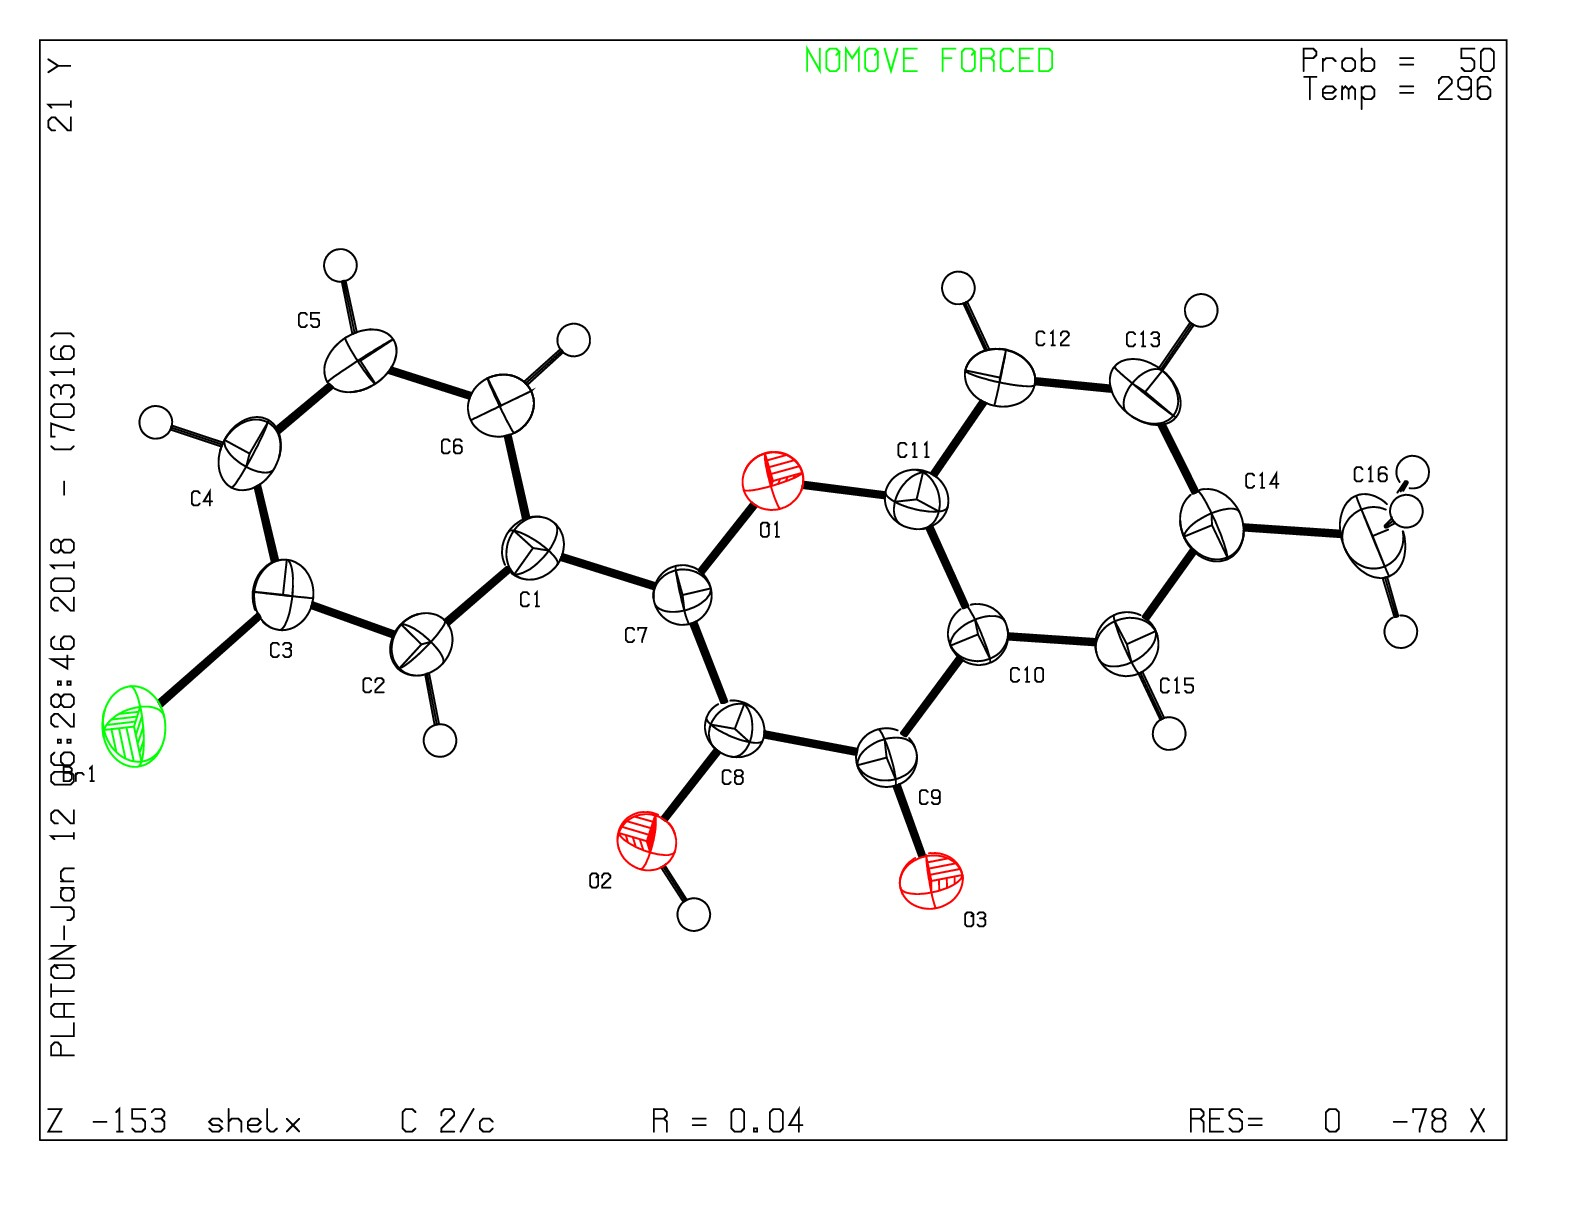 NOMOVE FORCED
Prob = 50
Temp = 296
21 Y
PLATON-Jan 12 06:28:46 2018 - (70316)
C5
C12
C13
C6
C11
C4
C16
C14
O1
C1
C7
C3
C2
C10
C15
Br1
C8
C9
O2
O3
Z -153 shelx C 2/c R = 0.04 RES= 0 -78 X